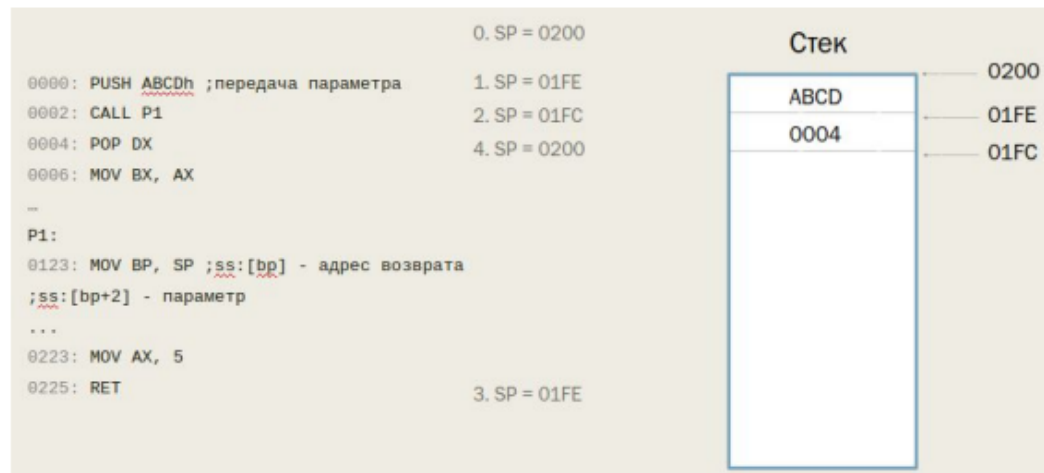 0. SP = 0200
Стек
0200
0000: PUSH ABCDh ;передача параметра
1. SP = 01FE
ABCD
01FE
0002: CALL P1
2. SP = 01FC
0004
01FC
0004: POP DX
4. SP = 0200
0006: MOV BX, AX
…
P1:
0123: MOV BP, SP ;ss:[bp] - адрес возврата
;ss:[bp+2] - параметр
...
0223: MOV AX, 5
0225: RET
3. SP = 01FE